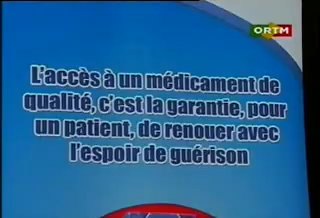 ORTM
L'accès à un médicament de
qualité, c'est la garantie, pour
un patient, de renouer avec
l'espoir de guérison